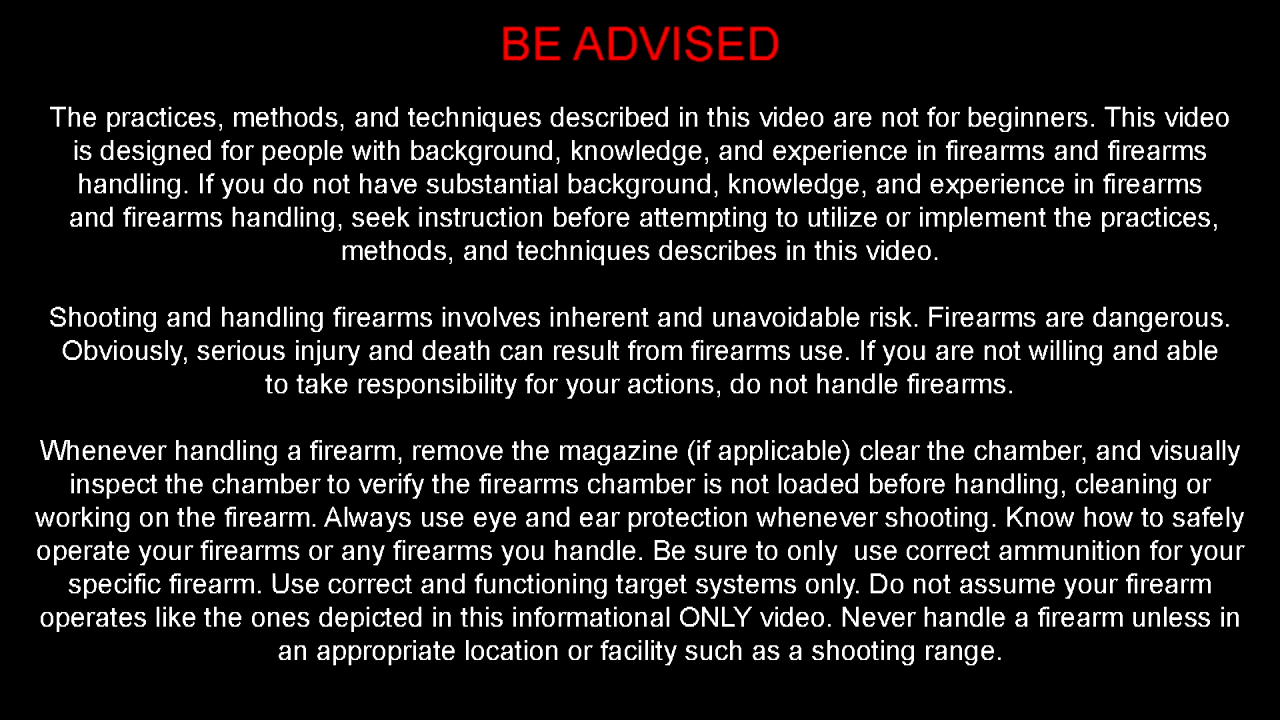 BE ADVISED
The practices, methods, and techniques described in this video are not for beginners. This video
is designed for people with background, knowledge, and experience in firearms and firearms
handling. If you do not have substantial background, knowledge, and experience in firearms
and firearms handling, seek instruction before attempting to utilize or implement the practices,
methods, and techniques describes in this video.
Shooting and handling firearms involves inherent and unavoidable risk. Firearms are dangerous.
Obviously, serious injury and death can result from firearms use. If you are not willing and able
to take responsibility for your actions, do not handle firearms.
Whenever handling a firearm, remove the magazine (if applicable) clear the chamber, and visually
inspect the chamber to verify the firearms chamber is not loaded before handling, cleaning or
working on the firearm. Always use eye and ear protection whenever shooting. Know how to safely
operate your firearms or any firearms you handle. Be sure to only  use correct ammunition for your
specific firearm. Use correct and functioning target systems only. Do not assume your firearm
operates like the ones depicted in this informational ONLY video. Never handle a firearm unless in
an appropriate location or facility such as a shooting range.